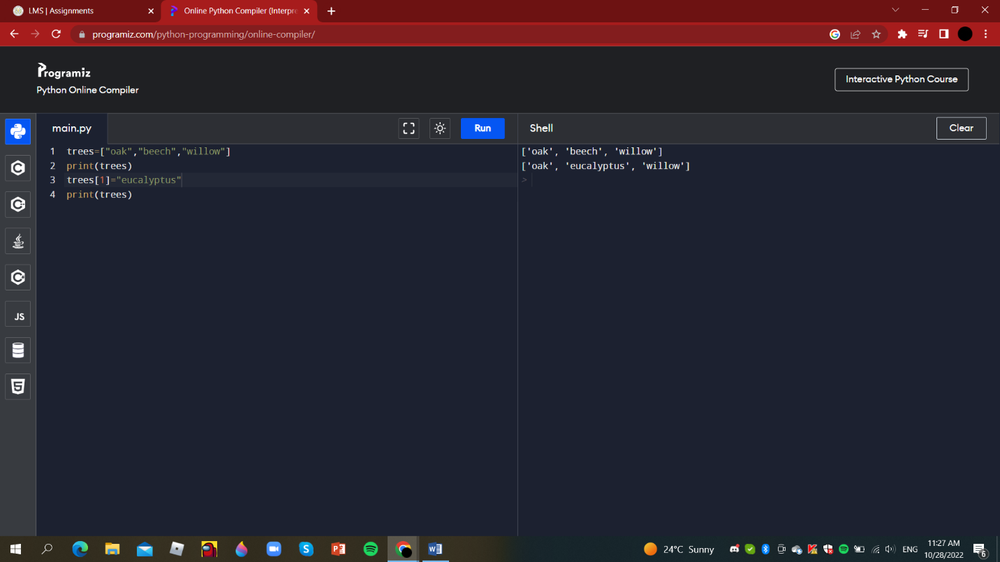 LMS | Assignments
Online Python Compiler (Interpre
programiz.com/python-programming/online-compiler/
Programiz
Python Online Compiler
Interactive Python Course
main.py
Run
Shell
Clear
1 trees=["oak","beech","willow"]
2 print(trees)
3 trees[1]="eucalyptus"
4 print(trees)
['oak', 'beech', 'willow']
['oak', 'eucalyptus', 'willow']
>
JS
24°C Sunny
ENG
11:27 AM
10/28/2022
6